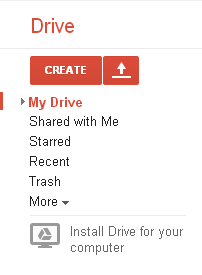 Drive
CREATE
My Drive
Shared with Me
Starred
Recent
Trash
More
Install Drive for your
computer